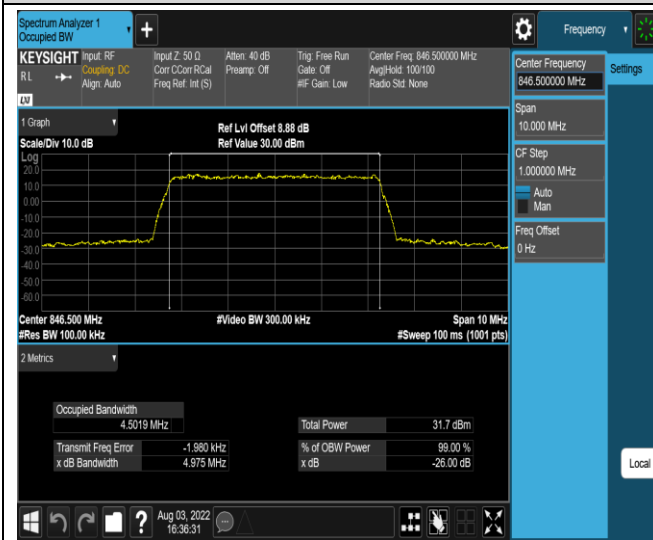 Spectrum Analyzer 1
Occupied BW
+
Frequency
KEYSIGHT
RL
LXI
Input: RF
Coupling: DC
Align: Auto
Input Z: 50 Ω
Corr CCorr RCal
Freq Ref: Int (S)
Atten: 40 dB
Preamp: Off
Trig: Free Run
Gate: Off
#IF Gain: Low
Center Freq: 846.500000 MHz
Avg|Hold: 100/100
Radio Std: None
Center Frequency
846.500000 MHz
Settings
Span
10.000 MHz
CF Step
1.000000 MHz
Auto
Man
Freq Offset
0 Hz
1 Graph
Scale/Div 10.0 dB
Ref Lvl Offset 8.88 dB
Ref Value 30.00 dBm
Log
20.0
10.0
0.00
-10.0
-20.0
-30.0
-40.0
-50.0
-60.0
Center 846.500 MHz
#Video BW 300.00 kHz
Span 10 MHz
#Res BW 100.00 kHz
#Sweep 100 ms (1001 pts)
2 Metrics
Occupied Bandwidth
4.5019 MHz
Total Power 31.7 dBm
Transmit Freq Error -1.980 kHz
% of OBW Power 99.00 %
x dB Bandwidth 4.975 MHz
x dB -26.00 dB
Local
?
Aug 03, 2022
16:36:31